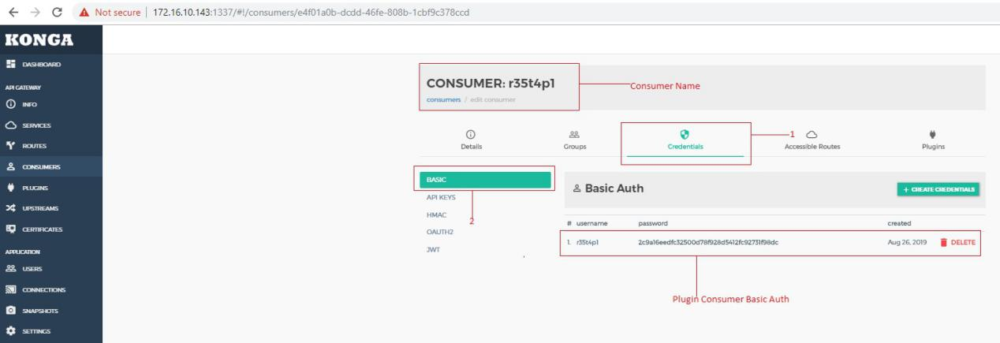 Not secure | 172.16.10.143:1337/#!/consumers/e4f01a0b-dcdd-46fe-808b-1cbf9c378ccd
KONGA
DASHBOARD
API GATEWAY
INFO
SERVICES
ROUTES
CONSUMERS
PLUGINS
UPSTREAMS
CERTIFICATES
APPLICATION
USERS
CONNECTIONS
SNAPSHOTS
SETTINGS
CONSUMER: r35t4p1
consumers / edit consumer
Consumer Name
Details
Groups
Credentials
1
Accessible Routes
Plugins
BASIC
API KEYS
HMAC
OAUTH2
JWT
2
Basic Auth
+ CREATE CREDENTIALS
# username password created
1. r35t4p1 2c9a16eedfc32500d78f928d5412fc92731f98dc Aug 26, 2019 DELETE
Plugin Consumer Basic Auth